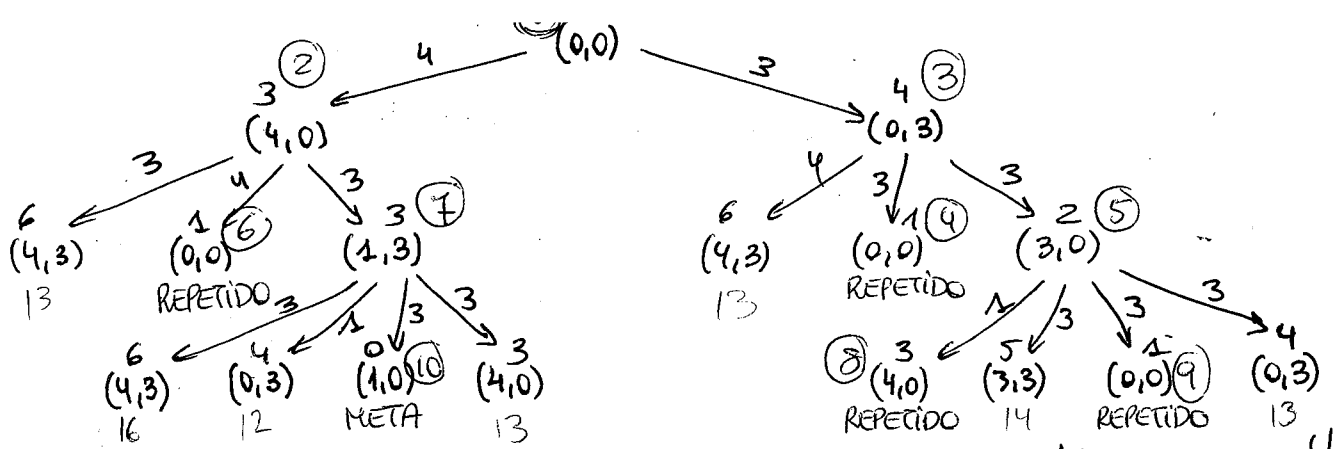 (0,0)
4 3
3 ② 4 ③
(4,0) (0,3)
3 4 3 4 3 3
6 1 ⑥ 3 ⑦ 6 1 ④ 2 ⑤
(4,3) (0,0) (1,3) (4,3) (0,0) (3,0)
13 REPETIDO 13 REPETIDO
3 1 3 3 1 3 3 3
6 4 0 ⑩ 3 ⑧ 3 5 1 ⑨ 4
(4,3) (0,3) (1,0) (4,0) (4,0) (3,3) (0,0) (0,3)
16 12 META 13 REPETIDO 14 REPETIDO 13